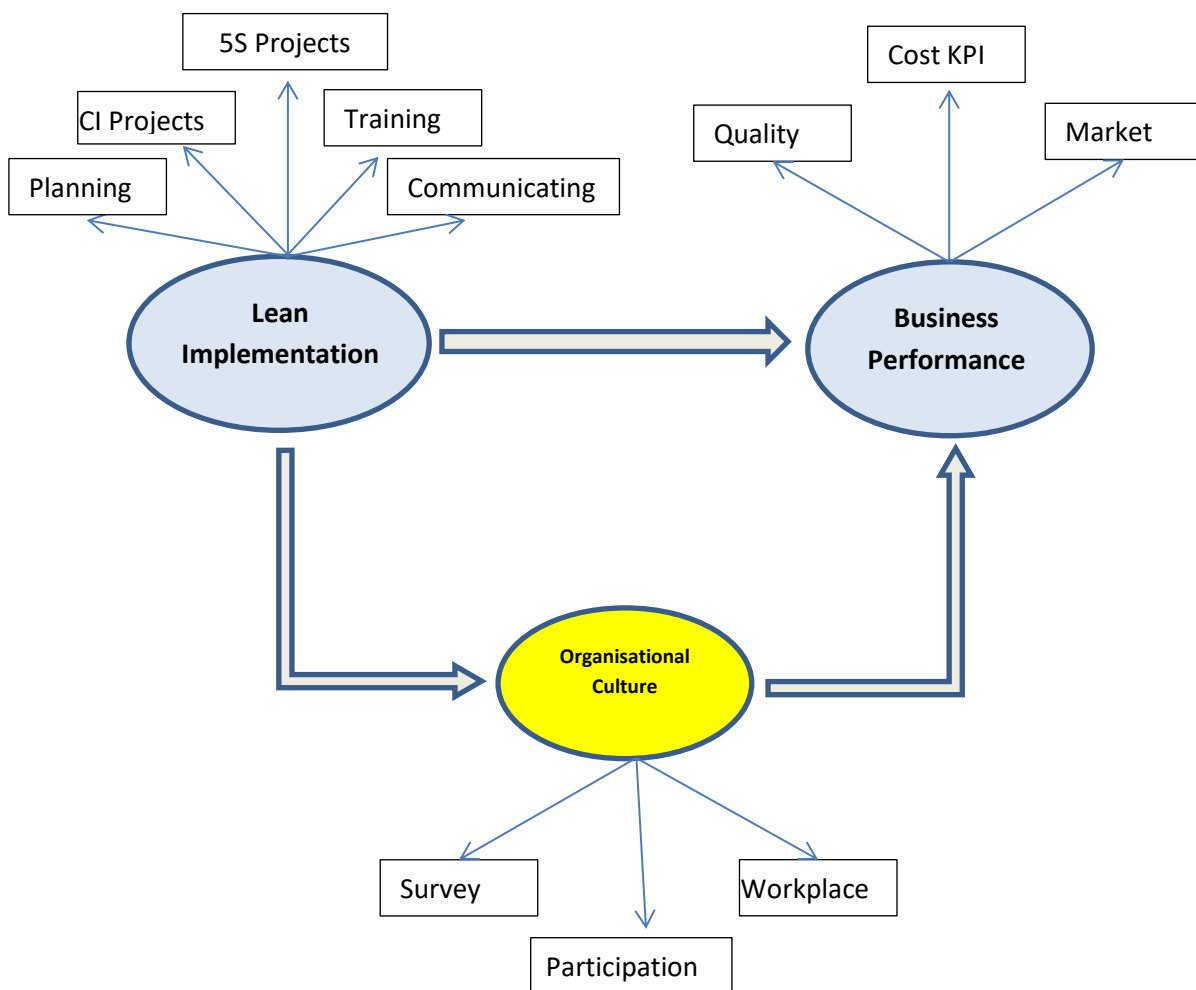 5S Projects
Cost KPI
CI Projects
Training
Quality
Market
Planning
Communicating
Lean
Implementation
Business
Performance
Organisational
Culture
Survey
Workplace
Participation